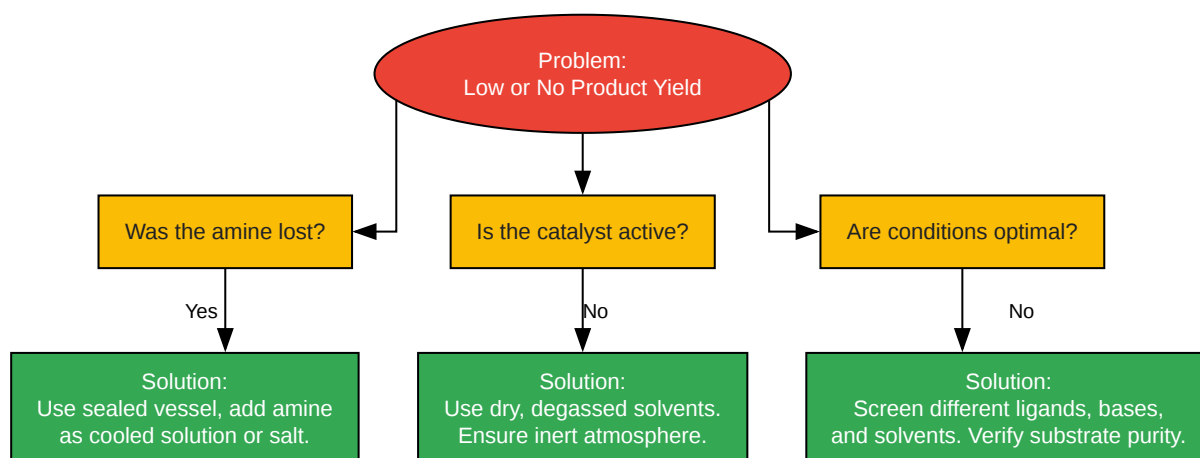 Problem:
Low or No Product Yield
Was the amine lost?
Is the catalyst active?
Are conditions optimal?
Yes
No
No
Solution:
Use sealed vessel, add amine
as cooled solution or salt.
Solution:
Use dry, degassed solvents.
Ensure inert atmosphere.
Solution:
Screen different ligands, bases,
and solvents. Verify substrate purity.